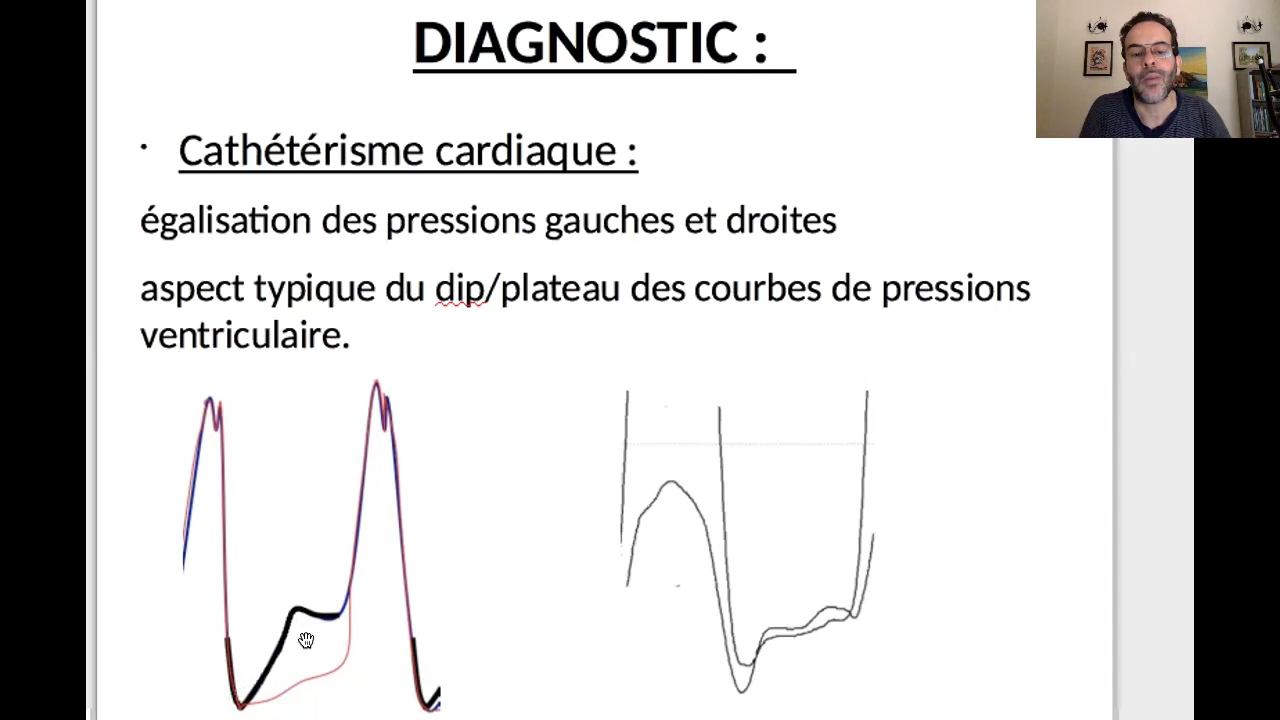 DIAGNOSTIC :
· Cathétérisme cardiaque :
égalisation des pressions gauches et droites
aspect typique du dip/plateau des courbes de pressions
ventriculaire.